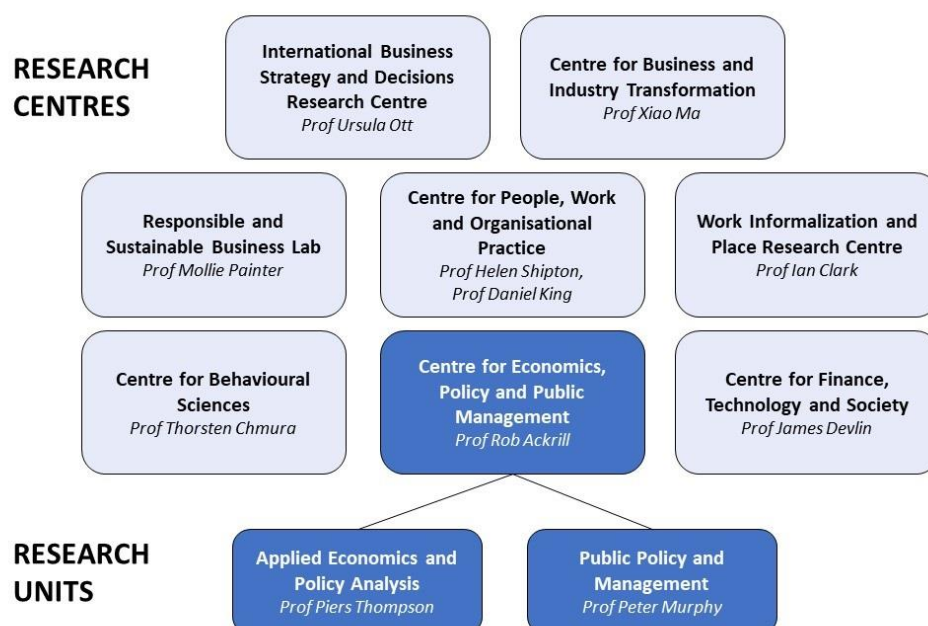 RESEARCH
CENTRES
International Business
Strategy and Decisions
Research Centre
Prof Ursula Ott
Centre for Business and
Industry Transformation
Prof Xiao Ma
Responsible and
Sustainable Business Lab
Prof Mollie Painter
Centre for People, Work
and Organisational
Practice
Prof Helen Shipton,
Prof Daniel King
Work Informalization and
Place Research Centre
Prof Ian Clark
Centre for Behavioural
Sciences
Prof Thorsten Chmura
Centre for Economics,
Policy and Public
Management
Prof Rob Ackrill
Centre for Finance,
Technology and Society
Prof James Devlin
RESEARCH
UNITS
Applied Economics and
Policy Analysis
Prof Piers Thompson
Public Policy and
Management
Prof Peter Murphy